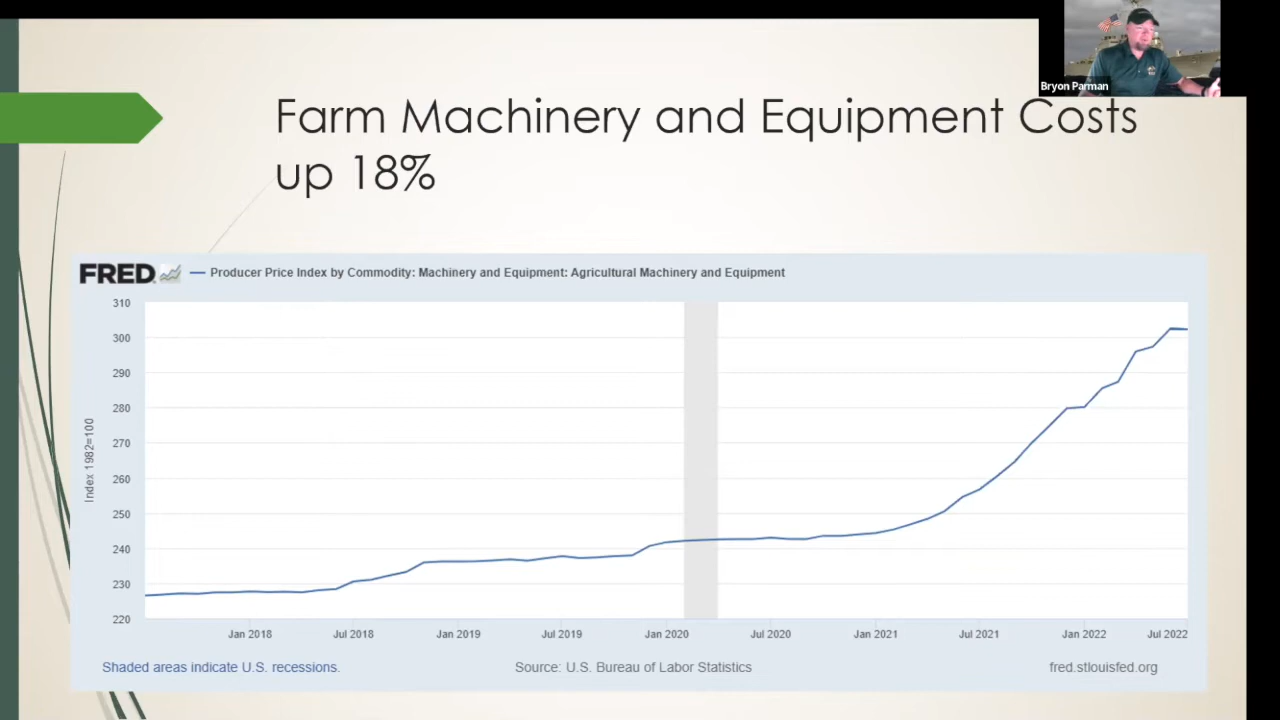 Bryon Parman
Farm Machinery and Equipment Costs
up 18%
FRED
Producer Price Index by Commodity: Machinery and Equipment: Agricultural Machinery and Equipment
310
300
290
280
270
260
250
240
230
220
Index 1982=100
Jan 2018 Jul 2018 Jan 2019 Jul 2019 Jan 2020 Jul 2020 Jan 2021 Jul 2021 Jan 2022 Jul 2022
Shaded areas indicate U.S. recessions. Source: U.S. Bureau of Labor Statistics fred.stlouisfed.org